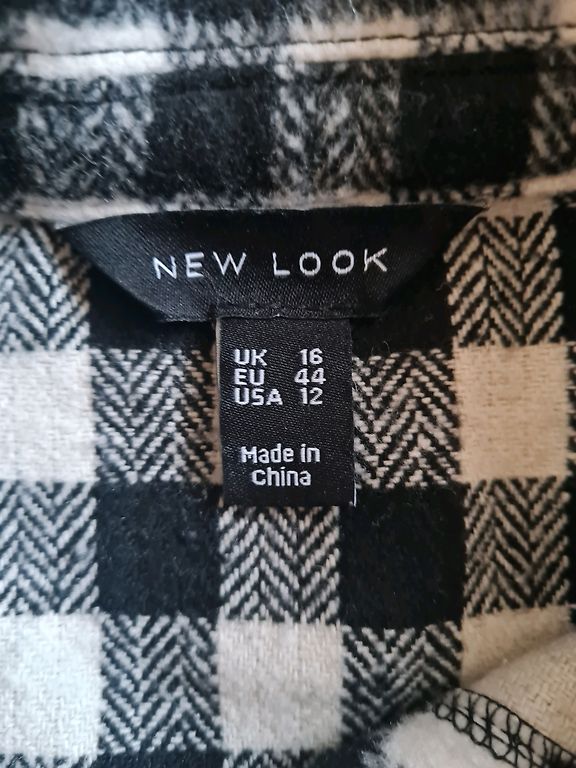 NEW LOOK
UK 16
EU 44
USA 12
Made in
China